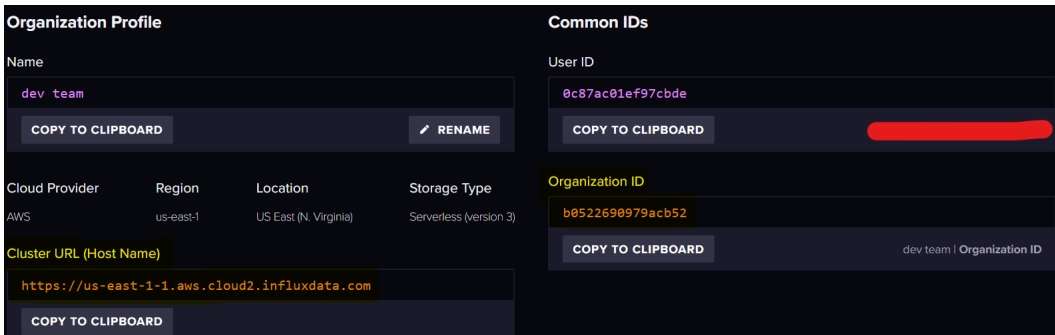 Organization Profile
Name
dev team
COPY TO CLIPBOARD
RENAME
Cloud Provider Region Location Storage Type
AWS us-east-1 US East (N. Virginia) Serverless (version 3)
Cluster URL (Host Name)
https://us-east-1-1.aws.cloud2.influxdata.com
COPY TO CLIPBOARD
Common IDs
User ID
0c87ac01ef97cbde
COPY TO CLIPBOARD
Organization ID
b0522690979acb52
COPY TO CLIPBOARD
dev team | Organization ID